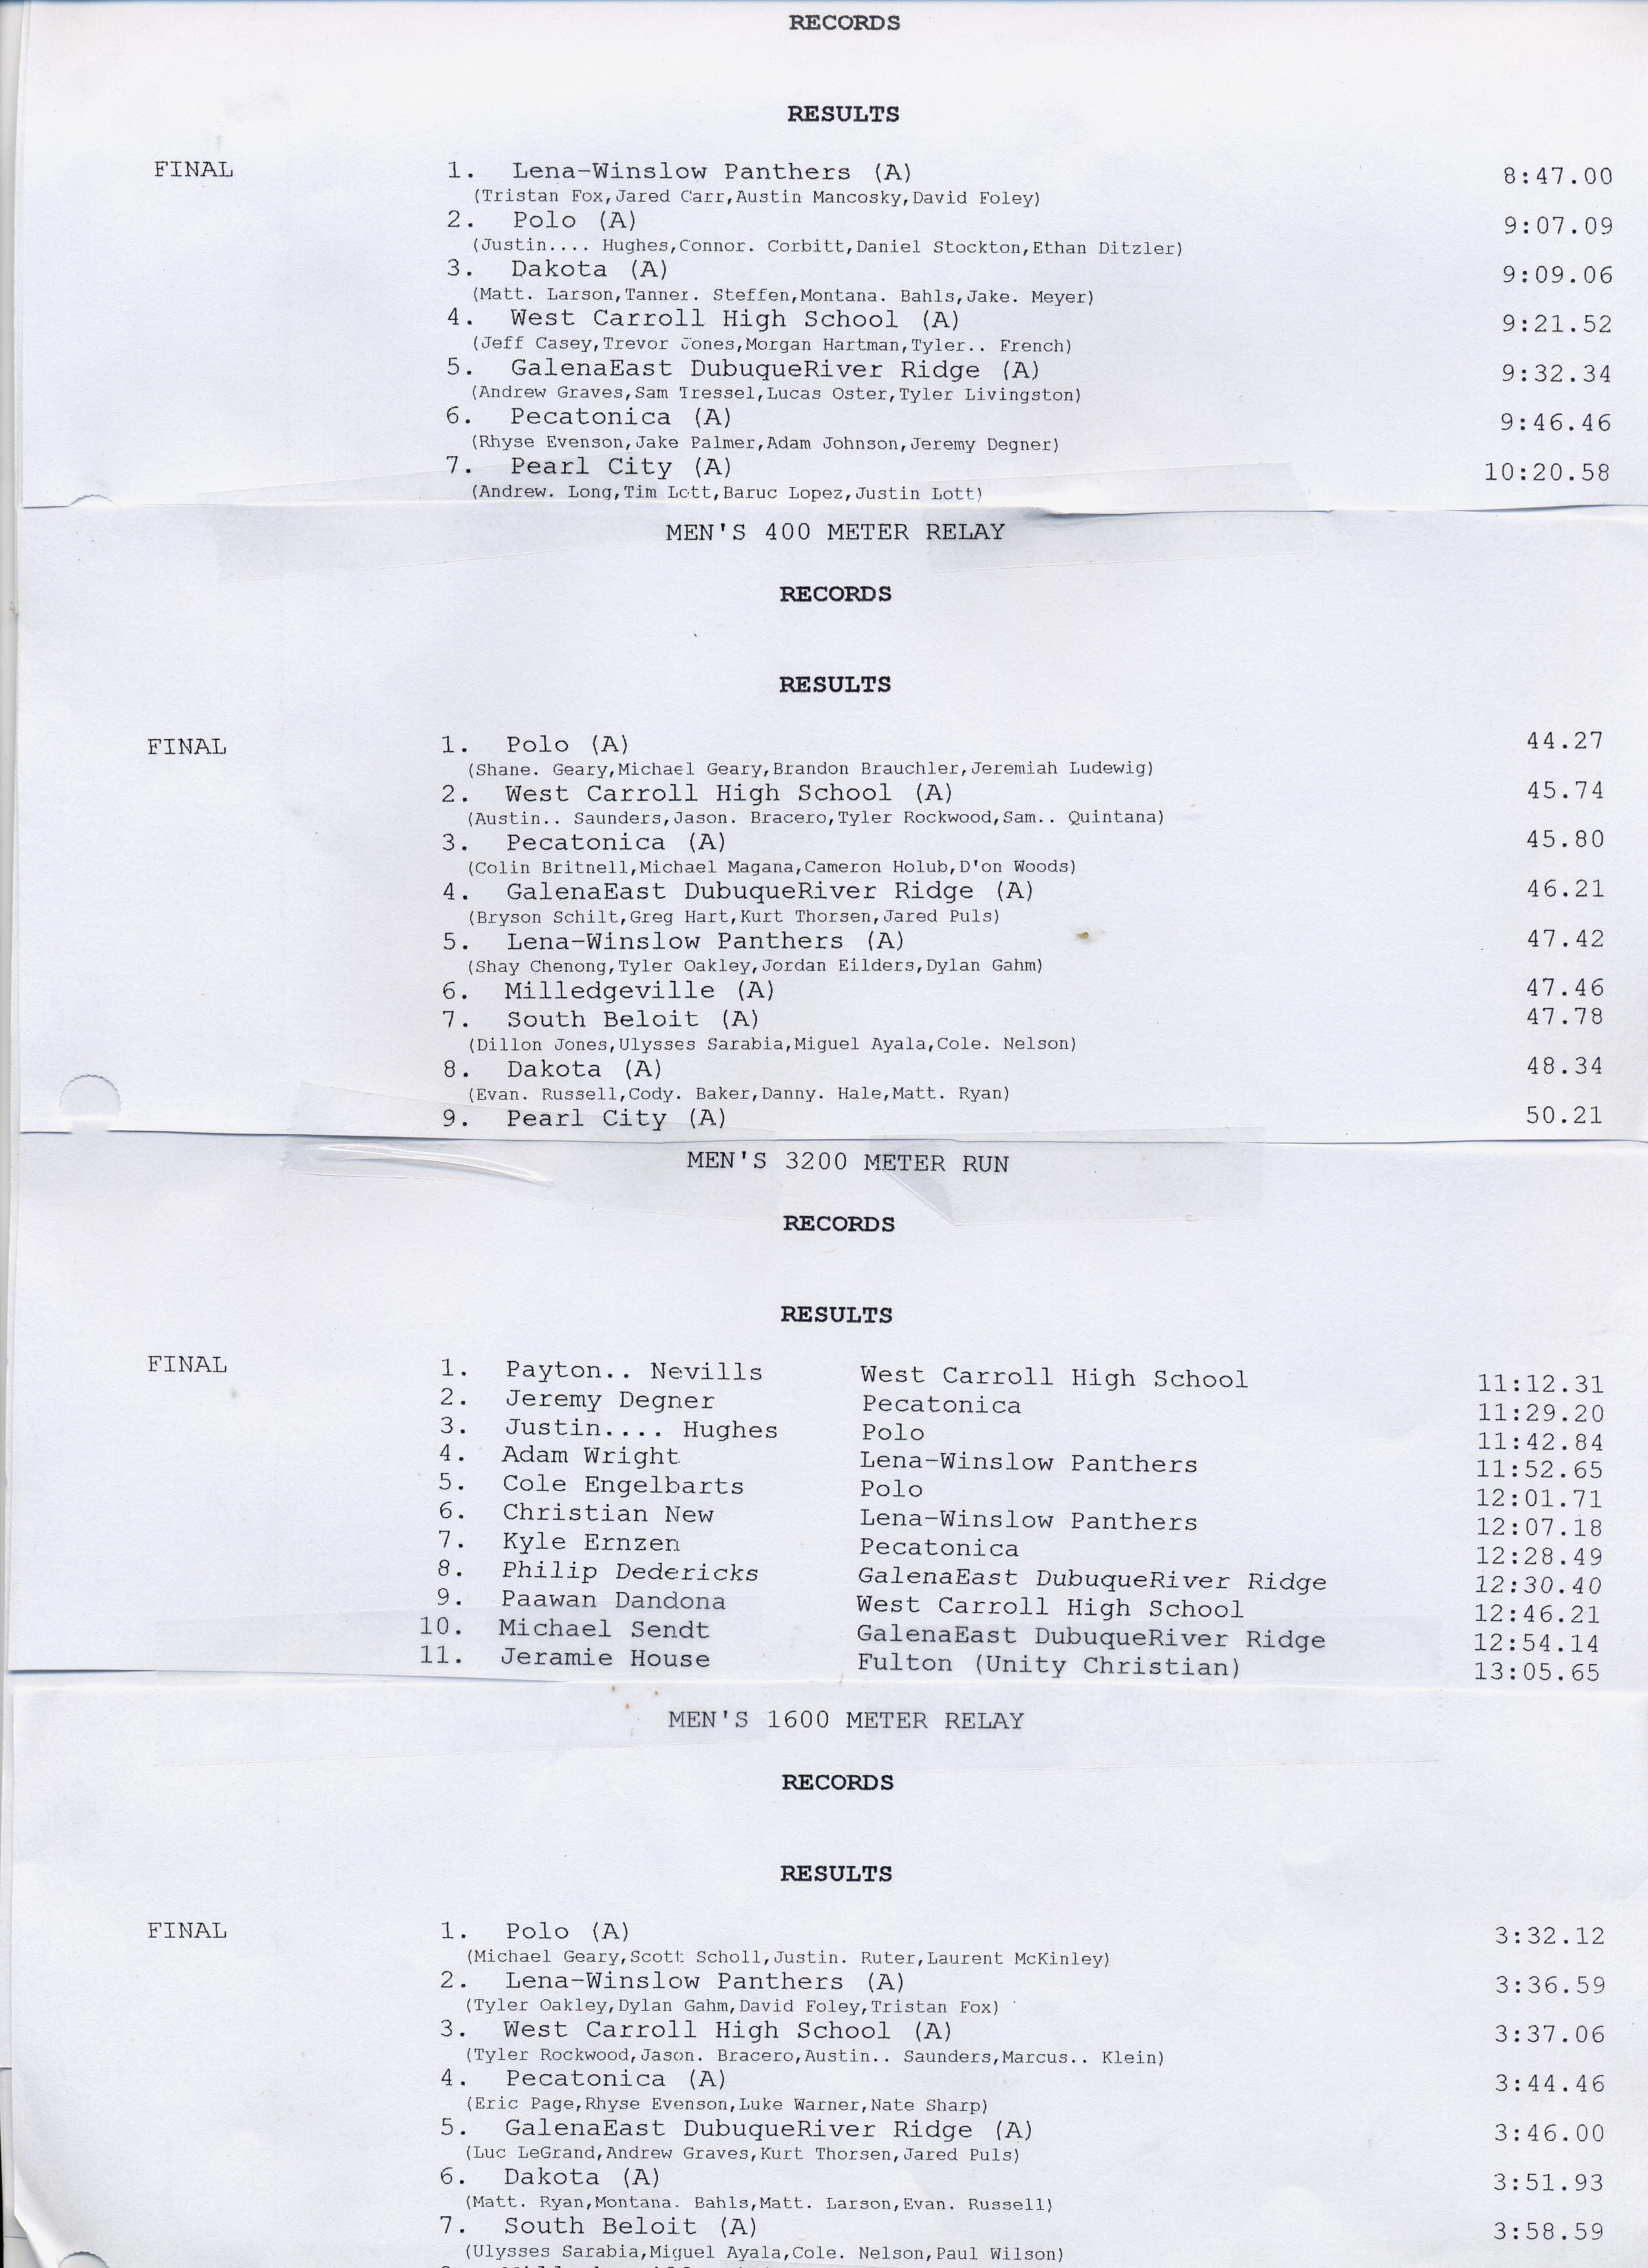 RECORDS
RESULTS
FINAL 1. Lena-Winslow Panthers (A) 8:47.00
(Tristan Fox,Jared Carr,Austin Mancosky,David Foley)
2. Polo (A) 9:07.09
(Justin.... Hughes,Connor. Corbitt,Daniel Stockton,Ethan Ditzler)
3. Dakota (A) 9:09.06
(Matt. Larson,Tanner. Steffen,Montana. Bahls,Jake. Meyer)
4. West Carroll High School (A) 9:21.52
(Jeff Casey,Trevor Jones,Morgan Hartman,Tyler.. French)
5. GalenaEast DubuqueRiver Ridge (A) 9:32.34
(Andrew Graves,Sam Tressel,Lucas Oster,Tyler Livingston)
6. Pecatonica (A) 9:46.46
(Rhyse Evenson,Jake Palmer,Adam Johnson,Jeremy Degner)
7. Pearl City (A) 10:20.58
(Andrew. Long,Tim Lott,Baruc Lopez,Justin Lott)
MEN'S 400 METER RELAY
RECORDS
RESULTS
FINAL 1. Polo (A) 44.27
(Shane. Geary,Michael Geary,Brandon Brauchler,Jeremiah Ludewig)
2. West Carroll High School (A) 45.74
(Austin.. Saunders,Jason. Bracero,Tyler Rockwood,Sam.. Quintana)
3. Pecatonica (A) 45.80
(Colin Britnell,Michael Magana,Cameron Holub,D'on Woods)
4. GalenaEast DubuqueRiver Ridge (A) 46.21
(Bryson Schilt,Greg Hart,Kurt Thorsen,Jared Puls)
5. Lena-Winslow Panthers (A) 47.42
(Shay Chenong,Tyler Oakley,Jordan Eilders,Dylan Gahm)
6. Milledgeville (A) 47.46
7. South Beloit (A) 47.78
(Dillon Jones,Ulysses Sarabia,Miguel Ayala,Cole. Nelson)
8. Dakota (A) 48.34
(Evan. Russell,Cody. Baker,Danny. Hale,Matt. Ryan)
9. Pearl City (A) 50.21
MEN'S 3200 METER RUN
RECORDS
RESULTS
FINAL 1. Payton.. Nevills West Carroll High School 11:12.31
2. Jeremy Degner Pecatonica 11:29.20
3. Justin.... Hughes Polo 11:42.84
4. Adam Wright Lena-Winslow Panthers 11:52.65
5. Cole Engelbarts Polo 12:01.71
6. Christian New Lena-Winslow Panthers 12:07.18
7. Kyle Ernzen Pecatonica 12:28.49
8. Philip Dedericks GalenaEast DubuqueRiver Ridge 12:30.40
9. Paawan Dandona West Carroll High School 12:46.21
10. Michael Sendt GalenaEast DubuqueRiver Ridge 12:54.14
11. Jeramie House Fulton (Unity Christian) 13:05.65
MEN'S 1600 METER RELAY
RECORDS
RESULTS
FINAL 1. Polo (A) 3:32.12
(Michael Geary,Scott Scholl,Justin. Ruter,Laurent McKinley)
2. Lena-Winslow Panthers (A) 3:36.59
(Tyler Oakley,Dylan Gahm,David Foley,Tristan Fox)
3. West Carroll High School (A) 3:37.06
(Tyler Rockwood,Jason. Bracero,Austin.. Saunders,Marcus.. Klein)
4. Pecatonica (A) 3:44.46
(Eric Page,Rhyse Evenson,Luke Warner,Nate Sharp)
5. GalenaEast DubuqueRiver Ridge (A) 3:46.00
(Luc LeGrand,Andrew Graves,Kurt Thorsen,Jared Puls)
6. Dakota (A) 3:51.93
(Matt. Ryan,Montana. Bahls,Matt. Larson,Evan. Russell)
7. South Beloit (A) 3:58.59
(Ulysses Sarabia,Miguel Ayala,Cole. Nelson,Paul Wilson)